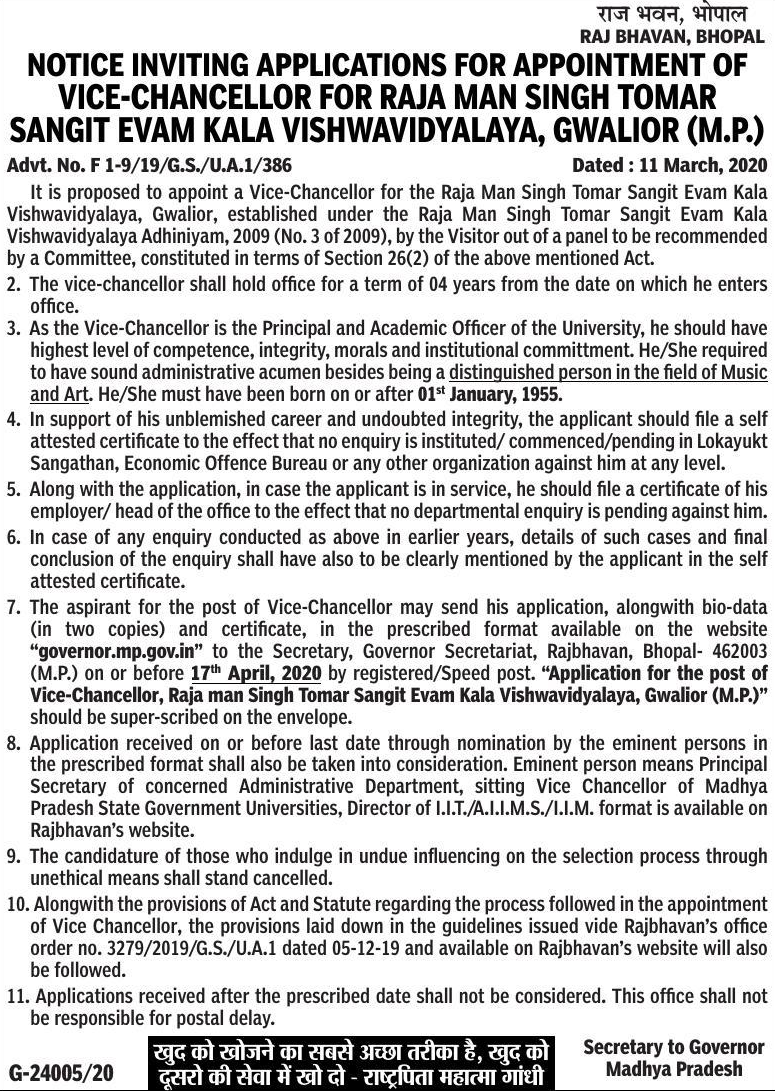 राज भवन, भोपाल
RAJ BHAVAN, BHOPAL
NOTICE INVITING APPLICATIONS FOR APPOINTMENT OF
VICE-CHANCELLOR FOR RAJA MAN SINGH TOMAR
SANGIT EVAM KALA VISHWAVIDYALAYA, GWALIOR (M.P.)
Advt. No. F 1-9/19/G.S./U.A.1/386 Dated : 11 March, 2020
It is proposed to appoint a Vice-Chancellor for the Raja Man Singh Tomar Sangit Evam Kala
Vishwavidyalaya, Gwalior, established under the Raja Man Singh Tomar Sangit Evam Kala
Vishwavidyalaya Adhiniyam, 2009 (No. 3 of 2009), by the Visitor out of a panel to be recommended
by a Committee, constituted in terms of Section 26(2) of the above mentioned Act.
2. The vice-chancellor shall hold office for a term of 04 years from the date on which he enters
office.
3. As the Vice-Chancellor is the Principal and Academic Officer of the University, he should have
highest level of competence, integrity, morals and institutional committment. He/She required
to have sound administrative acumen besides being a distinguished person in the field of Music
and Art. He/She must have been born on or after 01st January, 1955.
4. In support of his unblemished career and undoubted integrity, the applicant should file a self
attested certificate to the effect that no enquiry is instituted/ commenced/pending in Lokayukt
Sangathan, Economic Offence Bureau or any other organization against him at any level.
5. Along with the application, in case the applicant is in service, he should file a certificate of his
employer/ head of the office to the effect that no departmental enquiry is pending against him.
6. In case of any enquiry conducted as above in earlier years, details of such cases and final
conclusion of the enquiry shall have also to be clearly mentioned by the applicant in the self
attested certificate.
7. The aspirant for the post of Vice-Chancellor may send his application, alongwith bio-data
(in two copies) and certificate, in the prescribed format available on the website
“governor.mp.gov.in” to the Secretary, Governor Secretariat, Rajbhavan, Bhopal- 462003
(M.P.) on or before 17th April, 2020 by registered/Speed post. “Application for the post of
Vice-Chancellor, Raja man Singh Tomar Sangit Evam Kala Vishwavidyalaya, Gwalior (M.P.)”
should be super-scribed on the envelope.
8. Application received on or before last date through nomination by the eminent persons in
the prescribed format shall also be taken into consideration. Eminent person means Principal
Secretary of concerned Administrative Department, sitting Vice Chancellor of Madhya
Pradesh State Government Universities, Director of I.I.T./A.I.I.M.S./I.I.M. format is available on
Rajbhavan’s website.
9. The candidature of those who indulge in undue influencing on the selection process through
unethical means shall stand cancelled.
10. Alongwith the provisions of Act and Statute regarding the process followed in the appointment
of Vice Chancellor, the provisions laid down in the guidelines issued vide Rajbhavan’s office
order no. 3279/2019/G.S./U.A.1 dated 05-12-19 and available on Rajbhavan’s website will also
be followed.
11. Applications received after the prescribed date shall not be considered. This office shall not
be responsible for postal delay.
G-24005/20
खुद को खोजने का सबसे अच्छा तरीका है, खुद को
दूसरो की सेवा में खो दो - राष्ट्रपिता महात्मा गांधी
Secretary to Governor
Madhya Pradesh